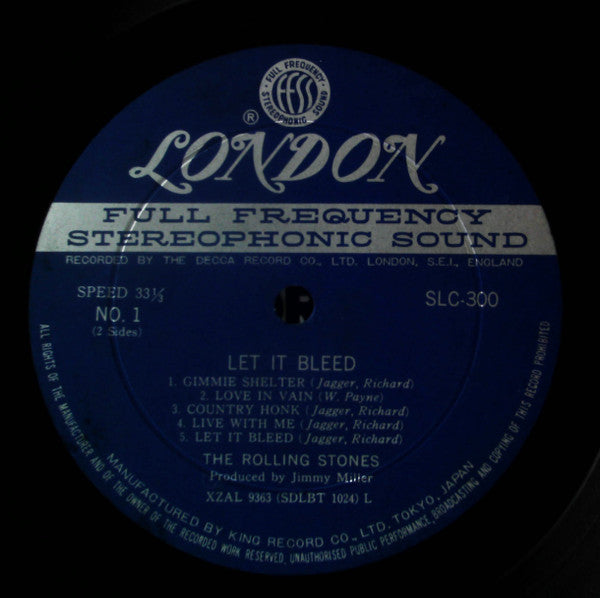 FULL FREQUENCY · STEREOPHONIC SOUND ·
FFSS
® LONDON
FULL FREQUENCY
STEREOPHONIC SOUND
RECORDED BY THE DECCA RECORD CO., LTD. LONDON, S.E.I., ENGLAND
SPEED 33⅓
SLC-300
NO. 1
(2 Sides)
LET IT BLEED
1. GIMMIE SHELTER (Jagger, Richard)
2. LOVE IN VAIN (W. Payne)
3. COUNTRY HONK (Jagger, Richard)
4. LIVE WITH ME (Jagger, Richard)
5. LET IT BLEED (Jagger, Richard)
THE ROLLING STONES
Produced by Jimmy Miller
XZAL 9363 (SDLBT 1024) L
MANUFACTURED BY KING RECORD CO., LTD. TOKYO, JAPAN
ALL RIGHTS OF THE MANUFACTURER AND OF THE OWNER OF THE RECORDED WORK RESERVED, UNAUTHORISED PUBLIC PERFORMANCE, BROADCASTING AND COPYING OF THIS RECORD PROHIBITED